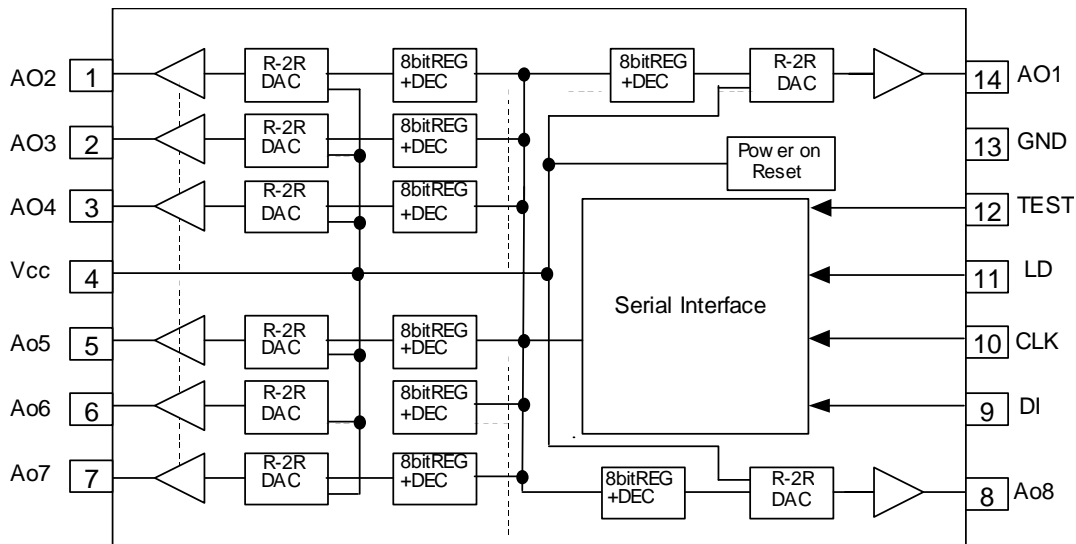 AO2 1 R-2R DAC 8bitREG +DEC 8bitREG +DEC R-2R DAC 14 AO1
AO3 2 R-2R DAC 8bitREG +DEC Power on Reset 13 GND
AO4 3 R-2R DAC 8bitREG +DEC 12 TEST
Vcc 4 11 LD
Serial Interface
Ao5 5 R-2R DAC 8bitREG +DEC 10 CLK
Ao6 6 R-2R DAC 8bitREG +DEC 9 DI
Ao7 7 R-2R DAC 8bitREG +DEC 8bitREG +DEC R-2R DAC 8 Ao8